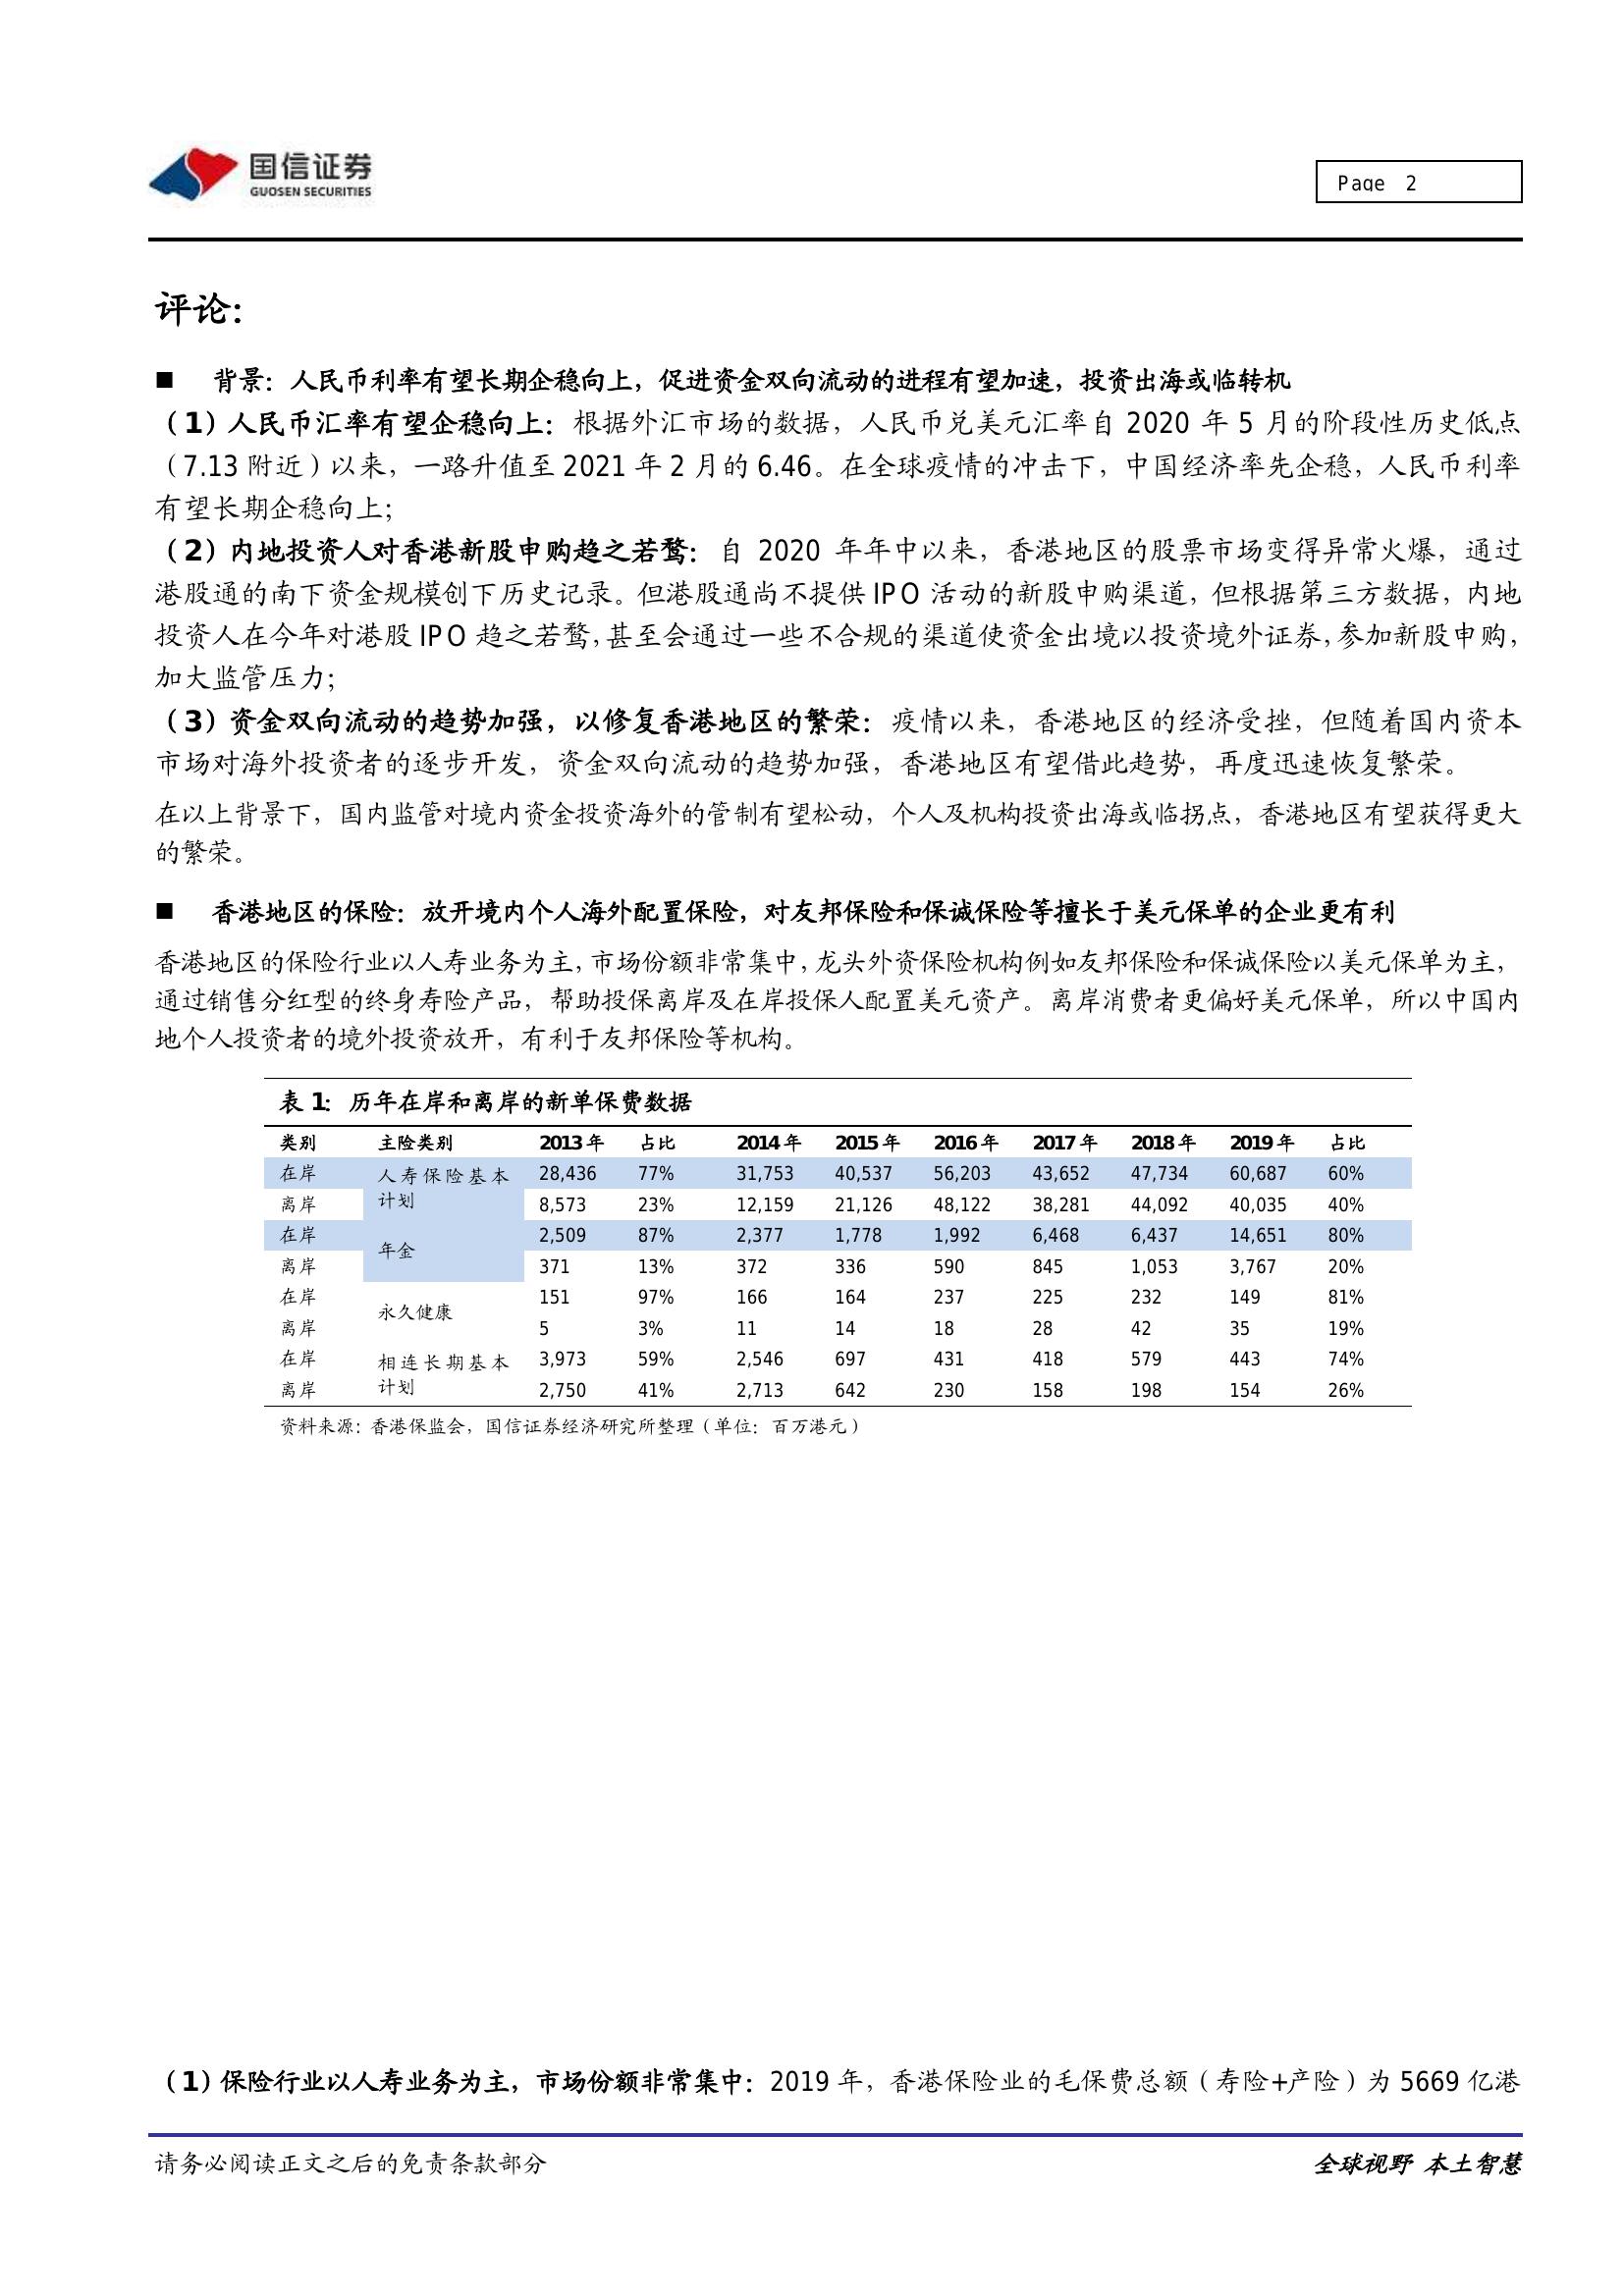 国信证券
GUOSEN SECURITIES
Page 2
评论：
■ 背景：人民币利率有望长期企稳向上，促进资金双向流动的进程有望加速，投资出海或临转机
（1）人民币汇率有望企稳向上：根据外汇市场的数据，人民币兑美元汇率自 2020 年 5 月的阶段性历史低点
（7.13 附近）以来，一路升值至 2021 年 2 月的 6.46。在全球疫情的冲击下，中国经济率先企稳，人民币利率
有望长期企稳向上；
（2）内地投资人对香港新股申购趋之若鹜：自 2020 年年中以来，香港地区的股票市场变得异常火爆，通过
港股通的南下资金规模创下历史记录。但港股通尚不提供 IPO 活动的新股申购渠道，但根据第三方数据，内地
投资人在今年对港股 IPO 趋之若鹜，甚至会通过一些不合规的渠道使资金出境以投资境外证券，参加新股申购，
加大监管压力；
（3）资金双向流动的趋势加强，以修复香港地区的繁荣：疫情以来，香港地区的经济受挫，但随着国内资本
市场对海外投资者的逐步开发，资金双向流动的趋势加强，香港地区有望借此趋势，再度迅速恢复繁荣。
在以上背景下，国内监管对境内资金投资海外的管制有望松动，个人及机构投资出海或临拐点，香港地区有望获得更大
的繁荣。
■ 香港地区的保险：放开境内个人海外配置保险，对友邦保险和保诚保险等擅长于美元保单的企业更有利
香港地区的保险行业以人寿业务为主，市场份额非常集中，龙头外资保险机构例如友邦保险和保诚保险以美元保单为主，
通过销售分红型的终身寿险产品，帮助投保离岸及在岸投保人配置美元资产。离岸消费者更偏好美元保单，所以中国内
地个人投资者的境外投资放开，有利于友邦保险等机构。
表 1：历年在岸和离岸的新单保费数据
类别 主险类别 2013 年 占比 2014 年 2015 年 2016 年 2017 年 2018 年 2019 年 占比
在岸 人寿保险基本 28,436 77% 31,753 40,537 56,203 43,652 47,734 60,687 60%
离岸 计划 8,573 23% 12,159 21,126 48,122 38,281 44,092 40,035 40%
在岸 年金 2,509 87% 2,377 1,778 1,992 6,468 6,437 14,651 80%
离岸 371 13% 372 336 590 845 1,053 3,767 20%
在岸 永久健康 151 97% 166 164 237 225 232 149 81%
离岸 5 3% 11 14 18 28 42 35 19%
在岸 相连长期基本 3,973 59% 2,546 697 431 418 579 443 74%
离岸 计划 2,750 41% 2,713 642 230 158 198 154 26%
资料来源：香港保监会，国信证券经济研究所整理（单位：百万港元）
（1）保险行业以人寿业务为主，市场份额非常集中：2019 年，香港保险业的毛保费总额（寿险+产险）为 5669 亿港
请务必阅读正文之后的免责条款部分 全球视野 本土智慧